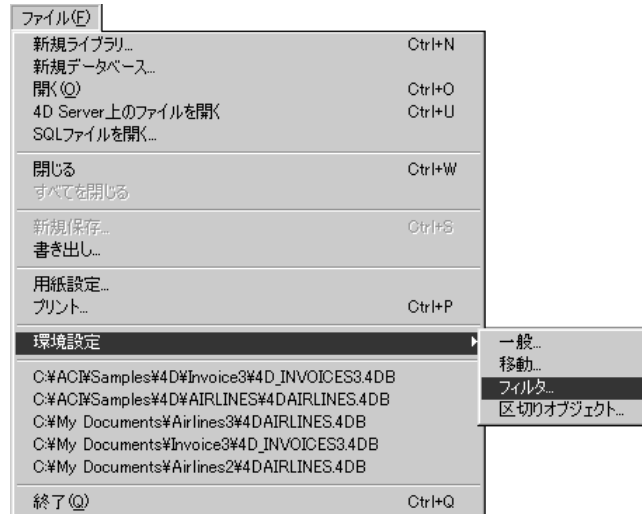 ファイル(F)
新規ライブラリ... Ctrl+N
新規データベース...
開く(O) Ctrl+O
4D Server上のファイルを開く Ctrl+U
SQLファイルを開く...
閉じる Ctrl+W
すべてを閉じる
新規保存... Ctrl+S
書き出し...
用紙設定...
プリント... Ctrl+P
環境設定
一般...
移動...
フィルタ...
区切りオブジェクト...
C:¥ACI¥Samples¥4D¥Invoice3¥4D_INVOICES3.4DB
C:¥ACI¥Samples¥4D¥AIRLINES¥4DAIRLINES.4DB
C:¥My Documents¥Airlines3¥4DAIRLINES.4DB
C:¥My Documents¥Invoice3¥4D_INVOICES3.4DB
C:¥My Documents¥Airlines2¥4DAIRLINES.4DB
終了(Q) Ctrl+Q